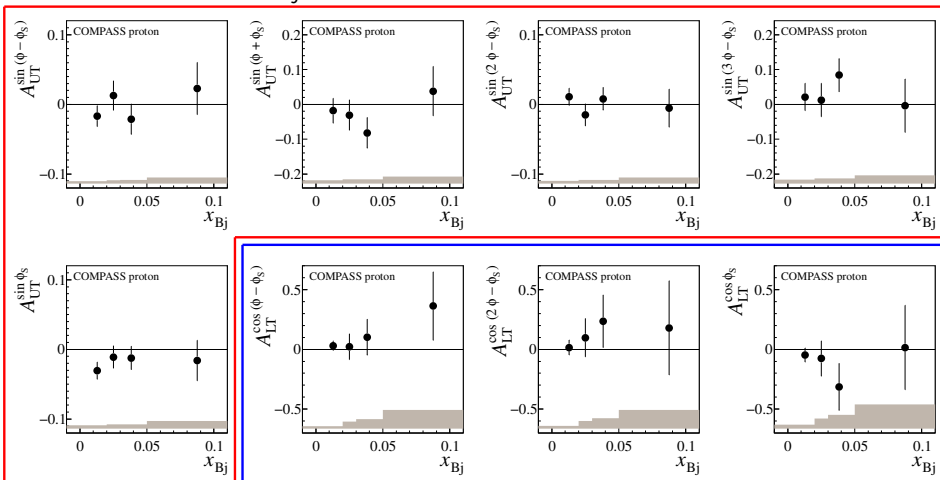 A_UT^sin (ϕ – ϕ_S)
COMPASS proton
0.1
0
−0.1
0 0.05 0.1
x_Bj
A_UT^sin (ϕ + ϕ_S)
COMPASS proton
0.2
0.1
0
−0.1
−0.2
0 0.05 0.1
x_Bj
A_UT^sin (2 ϕ – ϕ_S)
COMPASS proton
0.1
0
−0.1
0 0.05 0.1
x_Bj
A_UT^sin (3 ϕ – ϕ_S)
COMPASS proton
0.2
0.1
0
−0.1
−0.2
0 0.05 0.1
x_Bj
A_UT^sin ϕ_S
COMPASS proton
0.1
0
−0.1
0 0.05 0.1
x_Bj
A_LT^cos (ϕ – ϕ_S)
COMPASS proton
0.5
0
−0.5
0 0.05 0.1
x_Bj
A_LT^cos (2 ϕ – ϕ_S)
COMPASS proton
0.5
0
−0.5
0 0.05 0.1
x_Bj
A_LT^cos ϕ_S
COMPASS proton
0.5
0
−0.5
0 0.05 0.1
x_Bj